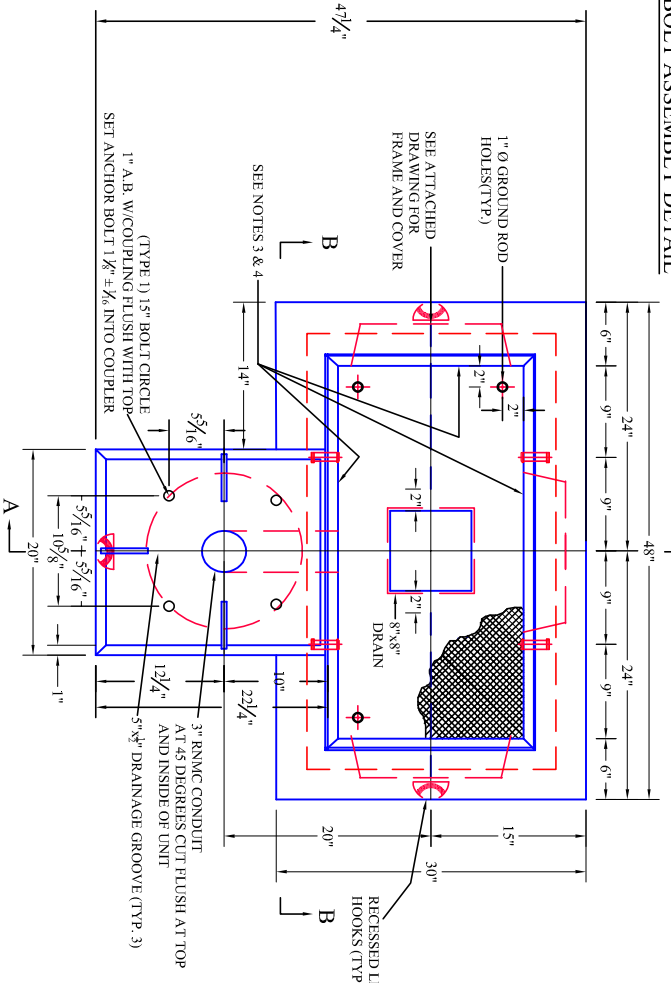 BOLT ASSEMBLY DETAIL
47¼"
1" Ø GROUND ROD
HOLES(TYP.)
SEE ATTACHED
DRAWING FOR
FRAME AND COVER
SEE NOTES 3 & 4
B
(TYPE 1) 15" BOLT CIRCLE
1" A.B. W/COUPLING FLUSH WITH TOP
SET ANCHOR BOLT 1⅛" ± 1⁄16 INTO COUPLER
48"
24"
24"
6"
9"
9"
9"
9"
6"
2"
2"
14"
2"
2"
8"x8"
DRAIN
5 5⁄16"
5 5⁄16"
5 5⁄16"
10⅝"
20"
1"
A
12¼"
10"
22¼"
20"
15"
30"
3" RNMC CONDUIT
AT 45 DEGREES CUT FLUSH AT TOP
AND INSIDE OF UNIT
5"x½" DRAINAGE GROOVE (TYP. 3)
B
RECESSED
HOOKS (TYP